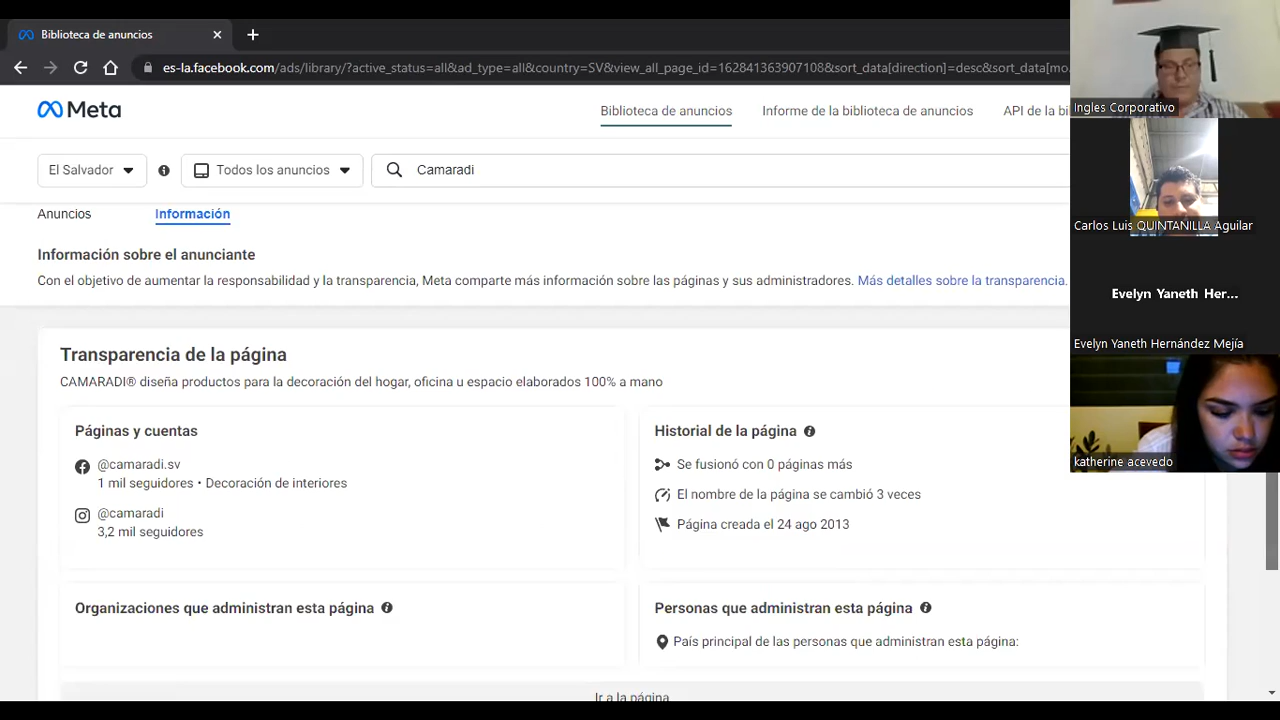 Biblioteca de anuncios
es-la.facebook.com/ads/library/?active_status=all&ad_type=all&country=SV&view_all_page_id=162841363907108&sort_data[direction]=desc&sort_data[mo.
Meta
Biblioteca de anuncios
Informe de la biblioteca de anuncios
API de la bi
El Salvador
Todos los anuncios
Camaradi
Anuncios
Información
Información sobre el anunciante
Con el objetivo de aumentar la responsabilidad y la transparencia, Meta comparte más información sobre las páginas y sus administradores. Más detalles sobre la transparencia.
Transparencia de la página
CAMARADI® diseña productos para la decoración del hogar, oficina u espacio elaborados 100% a mano
Páginas y cuentas
@camaradi.sv
1 mil seguidores • Decoración de interiores
@camaradi
3,2 mil seguidores
Historial de la página
Se fusionó con 0 páginas más
El nombre de la página se cambió 3 veces
Página creada el 24 ago 2013
Organizaciones que administran esta página
Personas que administran esta página
País principal de las personas que administran esta página:
Ir a la página
Ingles Corporativo
Carlos Luis QUINTANILLA Aguilar
Evelyn Yaneth Her...
Evelyn Yaneth Hernández Mejía
katherine acevedo